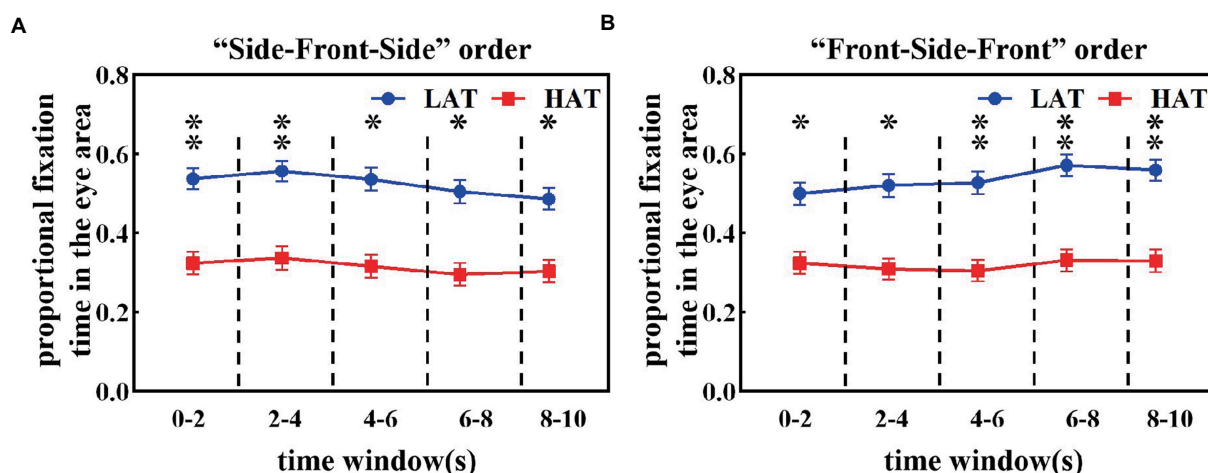 A
“Side-Front-Side” order
LAT HAT
proportional fixation
time in the eye area
0.8
0.6
0.4
0.2
0.0
** ** * * *
0-2 2-4 4-6 6-8 8-10
time window(s)
B
“Front-Side-Front” order
LAT HAT
proportional fixation
time in the eye area
0.8
0.6
0.4
0.2
0.0
* * ** ** **
0-2 2-4 4-6 6-8 8-10
time window(s)